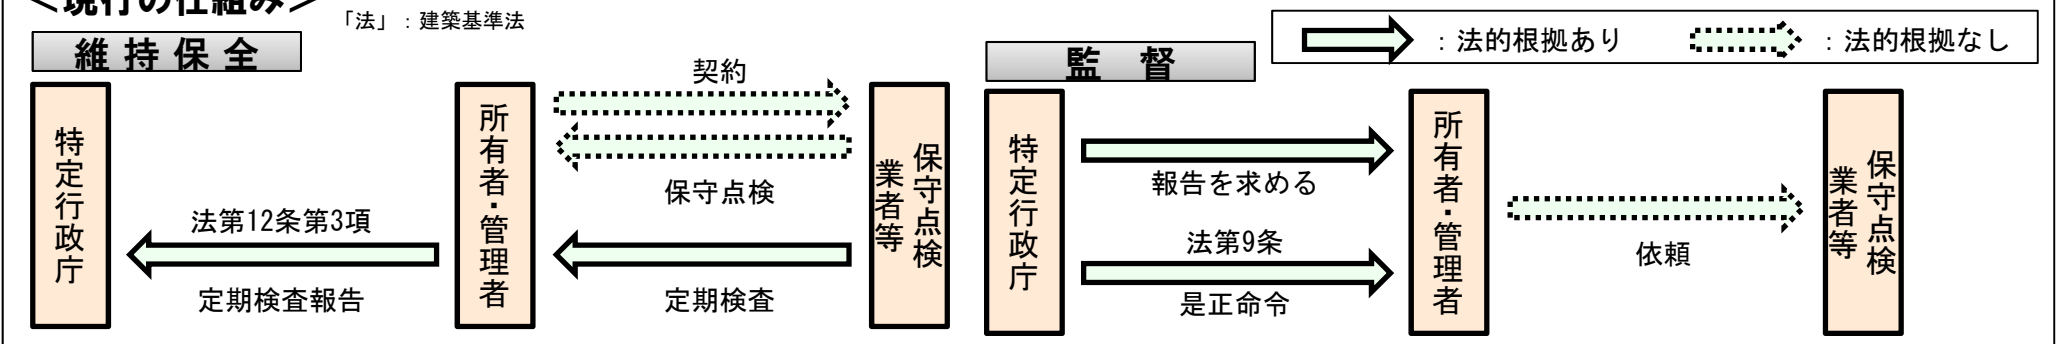 ＜現行の仕組み＞
「法」：建築基準法
維持保全
特定行政庁
法第12条第3項
定期検査報告
所有者・管理者
契約
保守点検
定期検査
保守点検
業者等
監督
：法的根拠あり
：法的根拠なし
特定行政庁
報告を求める
法第9条
是正命令
所有者・管理者
依頼
保守点検
業者等